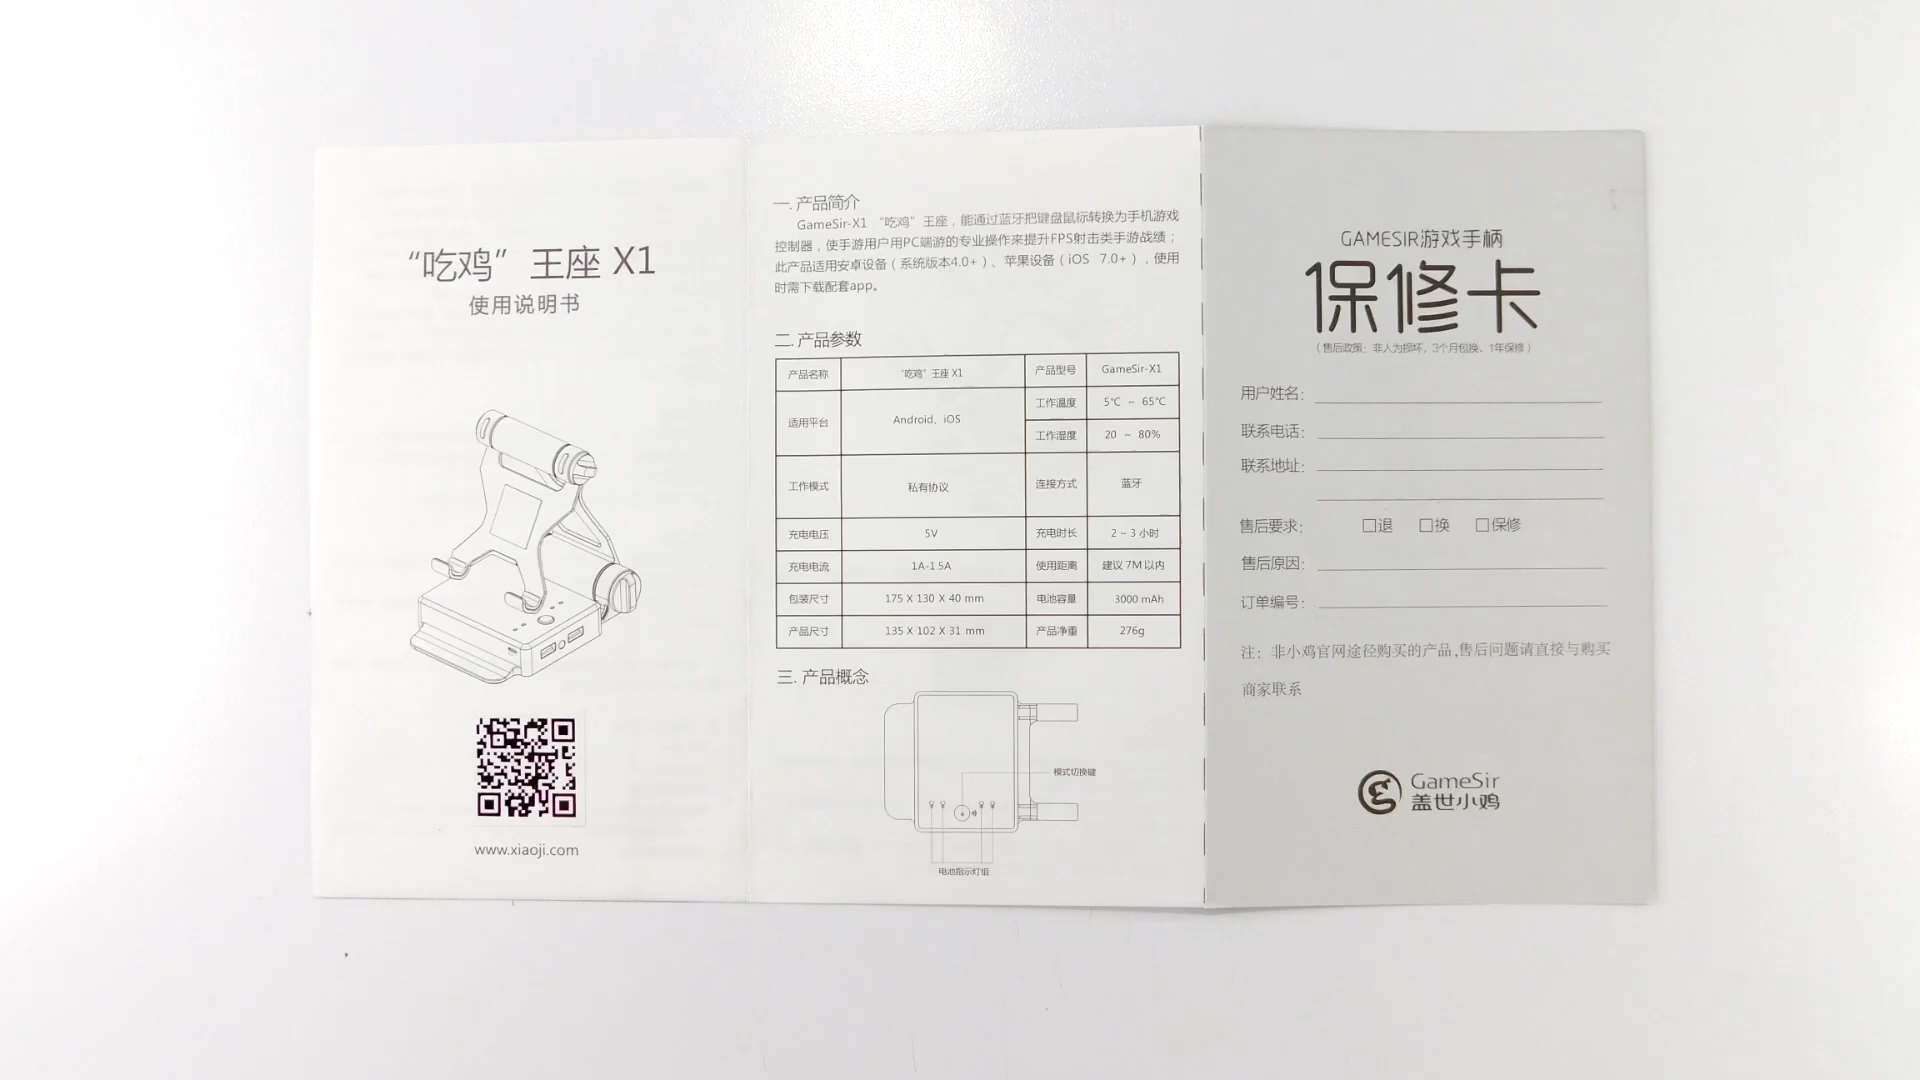 “吃鸡”王座 X1
使用说明书
www.xiaoji.com
一. 产品简介
GameSir-X1 “吃鸡”王座，能通过蓝牙把键盘鼠标转换为手机游戏
控制器，使手游用户用PC端游的专业操作来提升FPS射击类手游战绩；
此产品适用安卓设备（系统版本4.0+）、苹果设备（iOS 7.0+），使用
时需下载配套app。
二. 产品参数
产品名称 “吃鸡”王座 X1 产品型号 GameSir-X1
适用平台 Android、iOS 工作温度 5℃ ~ 65℃
工作湿度 20 ~ 80%
工作模式 私有协议 连接方式 蓝牙
充电电压 5V 充电时长 2 ~ 3 小时
充电电流 1A-1.5A 使用距离 建议 7M 以内
包装尺寸 175 X 130 X 40 mm 电池容量 3000 mAh
产品尺寸 135 X 102 X 31 mm 产品净重 276g
三. 产品概念
模式切换键
电池指示灯组
GAMESIR游戏手柄
保修卡
（售后政策：非人为损坏，3个月包换、1年保修）
用户姓名：
联系电话：
联系地址：
售后要求： □退 □换 □保修
售后原因：
订单编号：
注：非小鸡官网途径购买的产品,售后问题请直接与购买
商家联系
GameSir
盖世小鸡